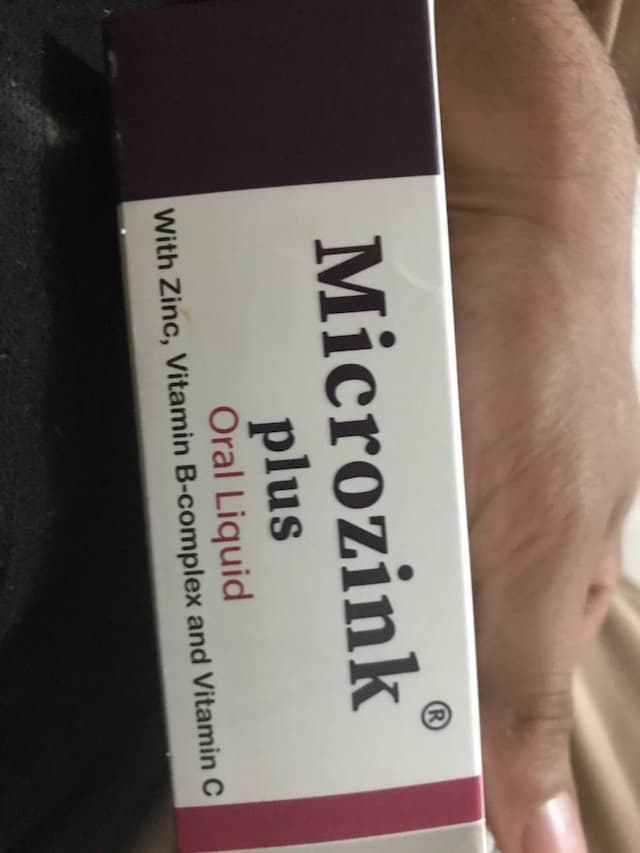 Microzink®
plus
Oral Liquid
With Zinc, Vitamin B-complex and Vitamin C